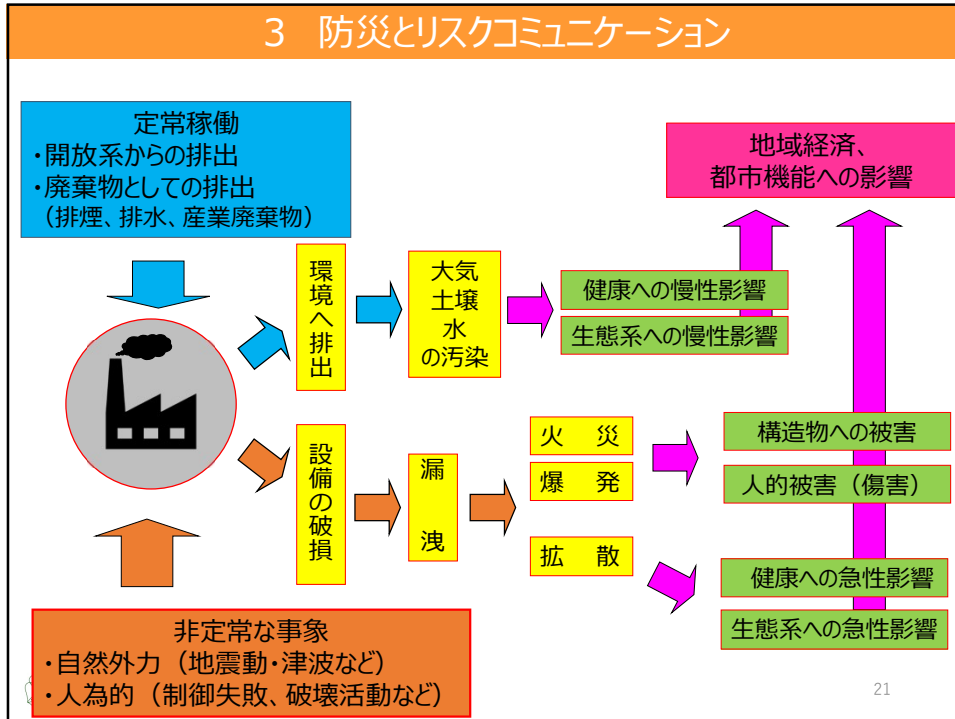 3 防災とリスクコミュニケーション
定常稼働
・開放系からの排出
・廃棄物としての排出
（排煙、排水、産業廃棄物）
地域経済、
都市機能への影響
環境へ排出
大気
土壌
水
の汚染
健康への慢性影響
生態系への慢性影響
設備の破損
漏 洩
火 災
爆 発
拡 散
構造物への被害
人的被害（傷害）
健康への急性影響
生態系への急性影響
非定常な事象
・自然外力（地震動・津波など）
・人為的（制御失敗、破壊活動など）
21